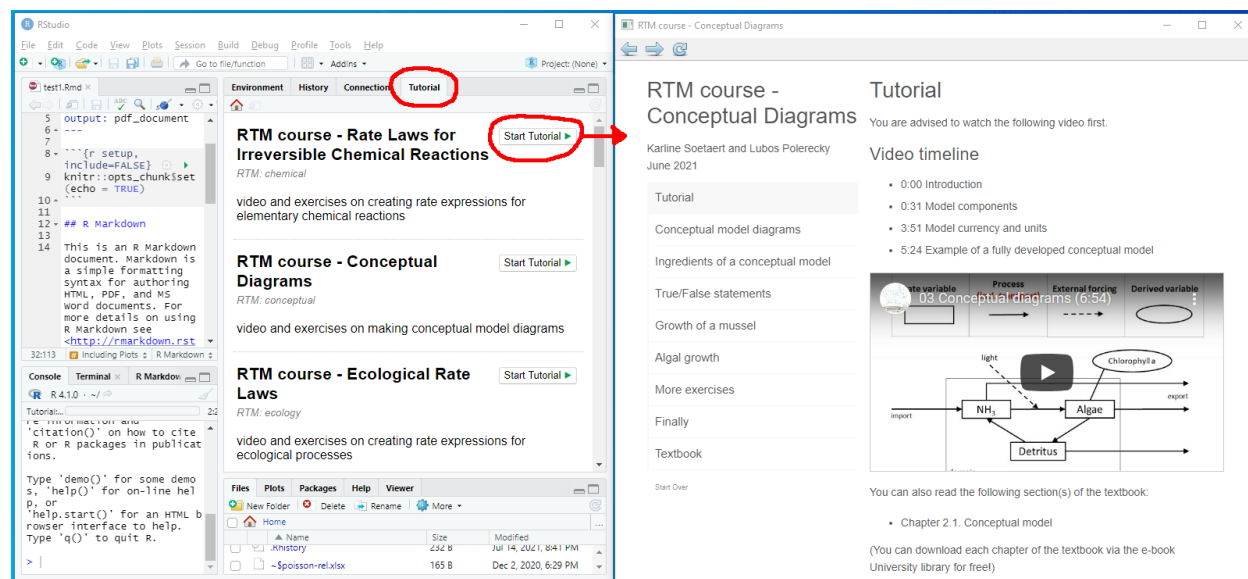 RStudio
File Edit Code View Plots Session Build Debug Profile Tools Help
Go to file/function
Addins
Project: (None)
test1.Rmd
5 output: pdf_document
6 ---
7
8 ```{r setup,
include=FALSE}
9 knitr::opts_chunk$set
(echo = TRUE)
10 ```
11
12 ## R Markdown
13
14 This is an R Markdown
document. Markdown is
a simple formatting
syntax for authoring
HTML, PDF, and MS
Word documents. For
more details on using
R Markdown see
<http://rmarkdown.rst
32:113 Including Plots R Markdown
Console Terminal R Markdow
R 4.1.0 · ~/
Tutorial:...
re information and
'citation()' on how to cite
R or R packages in publicat
ions.
Type 'demo()' for some demo
s, 'help()' for on-line hel
p, or
'help.start()' for an HTML b
rowser interface to help.
Type 'q()' to quit R.
>
Environment History Connection Tutorial
RTM course - Rate Laws for
Irreversible Chemical Reactions
Start Tutorial
RTM: chemical
video and exercises on creating rate expressions for
elementary chemical reactions
RTM course - Conceptual
Diagrams
Start Tutorial
RTM: conceptual
video and exercises on making conceptual model diagrams
RTM course - Ecological Rate
Laws
Start Tutorial
RTM: ecology
video and exercises on creating rate expressions for
ecological processes
Files Plots Packages Help Viewer
New Folder Delete Rename More
Home
Name Size Modified
.Rhistory 232 B Jul 14, 2021, 8:41 PM
~$poisson-rel.xlsx 165 B Dec 2, 2020, 6:29 PM
RTM course - Conceptual Diagrams
RTM course -
Conceptual Diagrams
Karline Soetaert and Lubos Polerecky
June 2021
Tutorial
Conceptual model diagrams
Ingredients of a conceptual model
True/False statements
Growth of a mussel
Algal growth
More exercises
Finally
Textbook
Start Over
Tutorial
You are advised to watch the following video first.
Video timeline
0:00 Introduction
0:31 Model components
3:51 Model currency and units
5:24 Example of a fully developed conceptual model
Process External forcing Derived variable
03 Conceptual diagrams (6:54)
light
Chlorophyll a
import
NH3
Algae
export
Detritus
You can also read the following section(s) of the textbook:
Chapter 2.1. Conceptual model
(You can download each chapter of the textbook via the e-book
University library for free!)